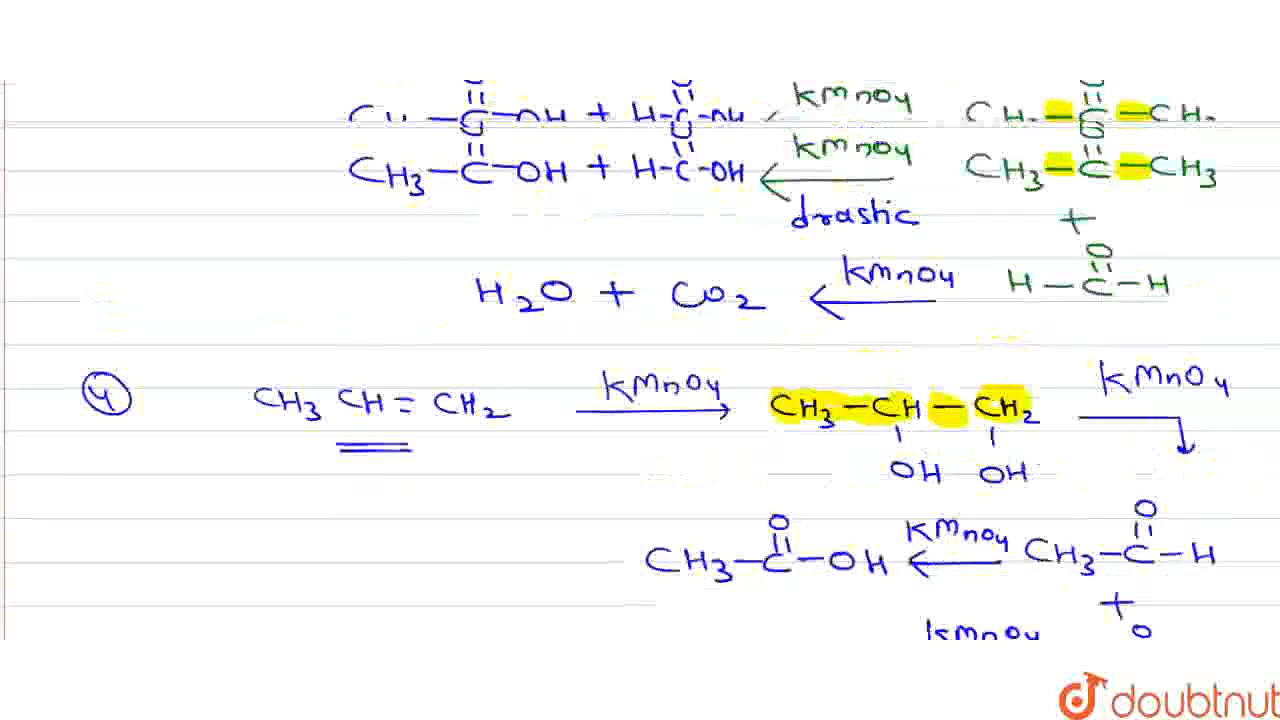 KMnO4
CH3-C-OH + H-C-OH KMnO4 CH3-C-CH3
drastic +
O
H2O + CO2 KMnO4 H-C-H
4 CH3 CH=CH2 KMnO4 CH3-CH-CH2 KMnO4
OH OH
O O
CH3-C-OH KMnO4 CH3-C-H
+
KMnO4 O
doubtnut